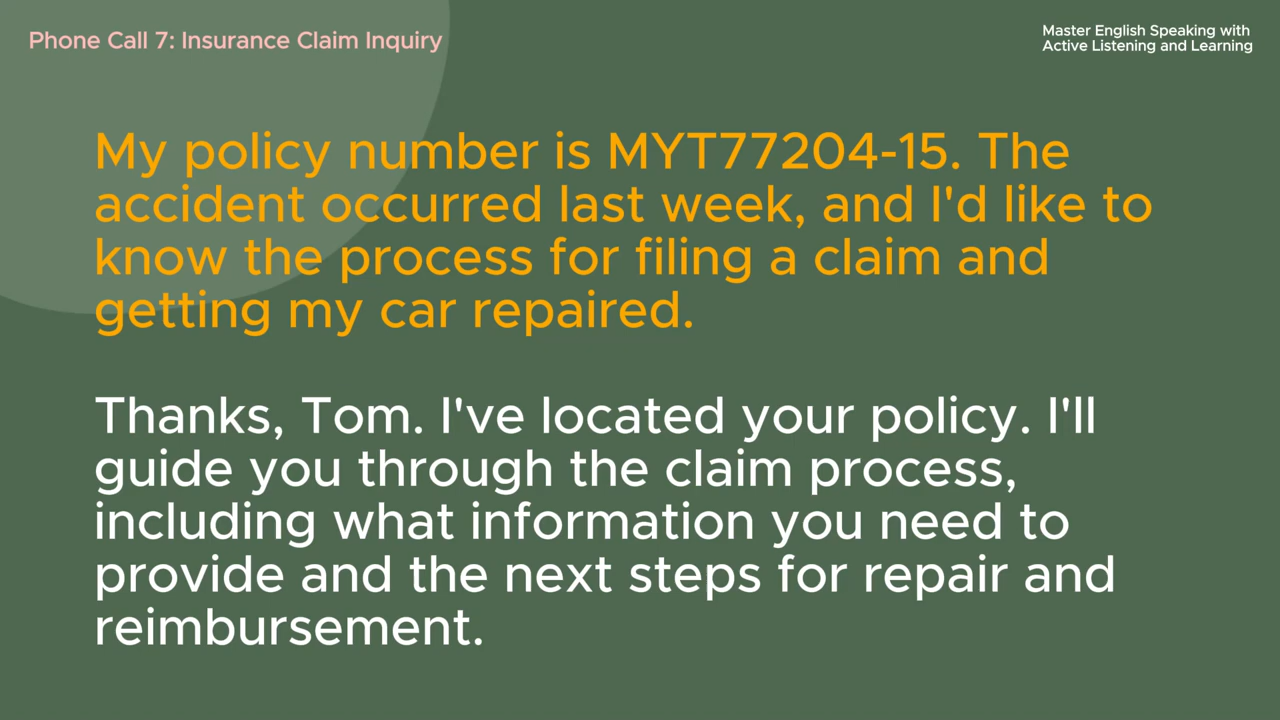 Phone Call 7: Insurance Claim Inquiry
Master English Speaking with
Active Listening and Learning
My policy number is MYT77204-15. The
accident occurred last week, and I'd like to
know the process for filing a claim and
getting my car repaired.
Thanks, Tom. I've located your policy. I'll
guide you through the claim process,
including what information you need to
provide and the next steps for repair and
reimbursement.